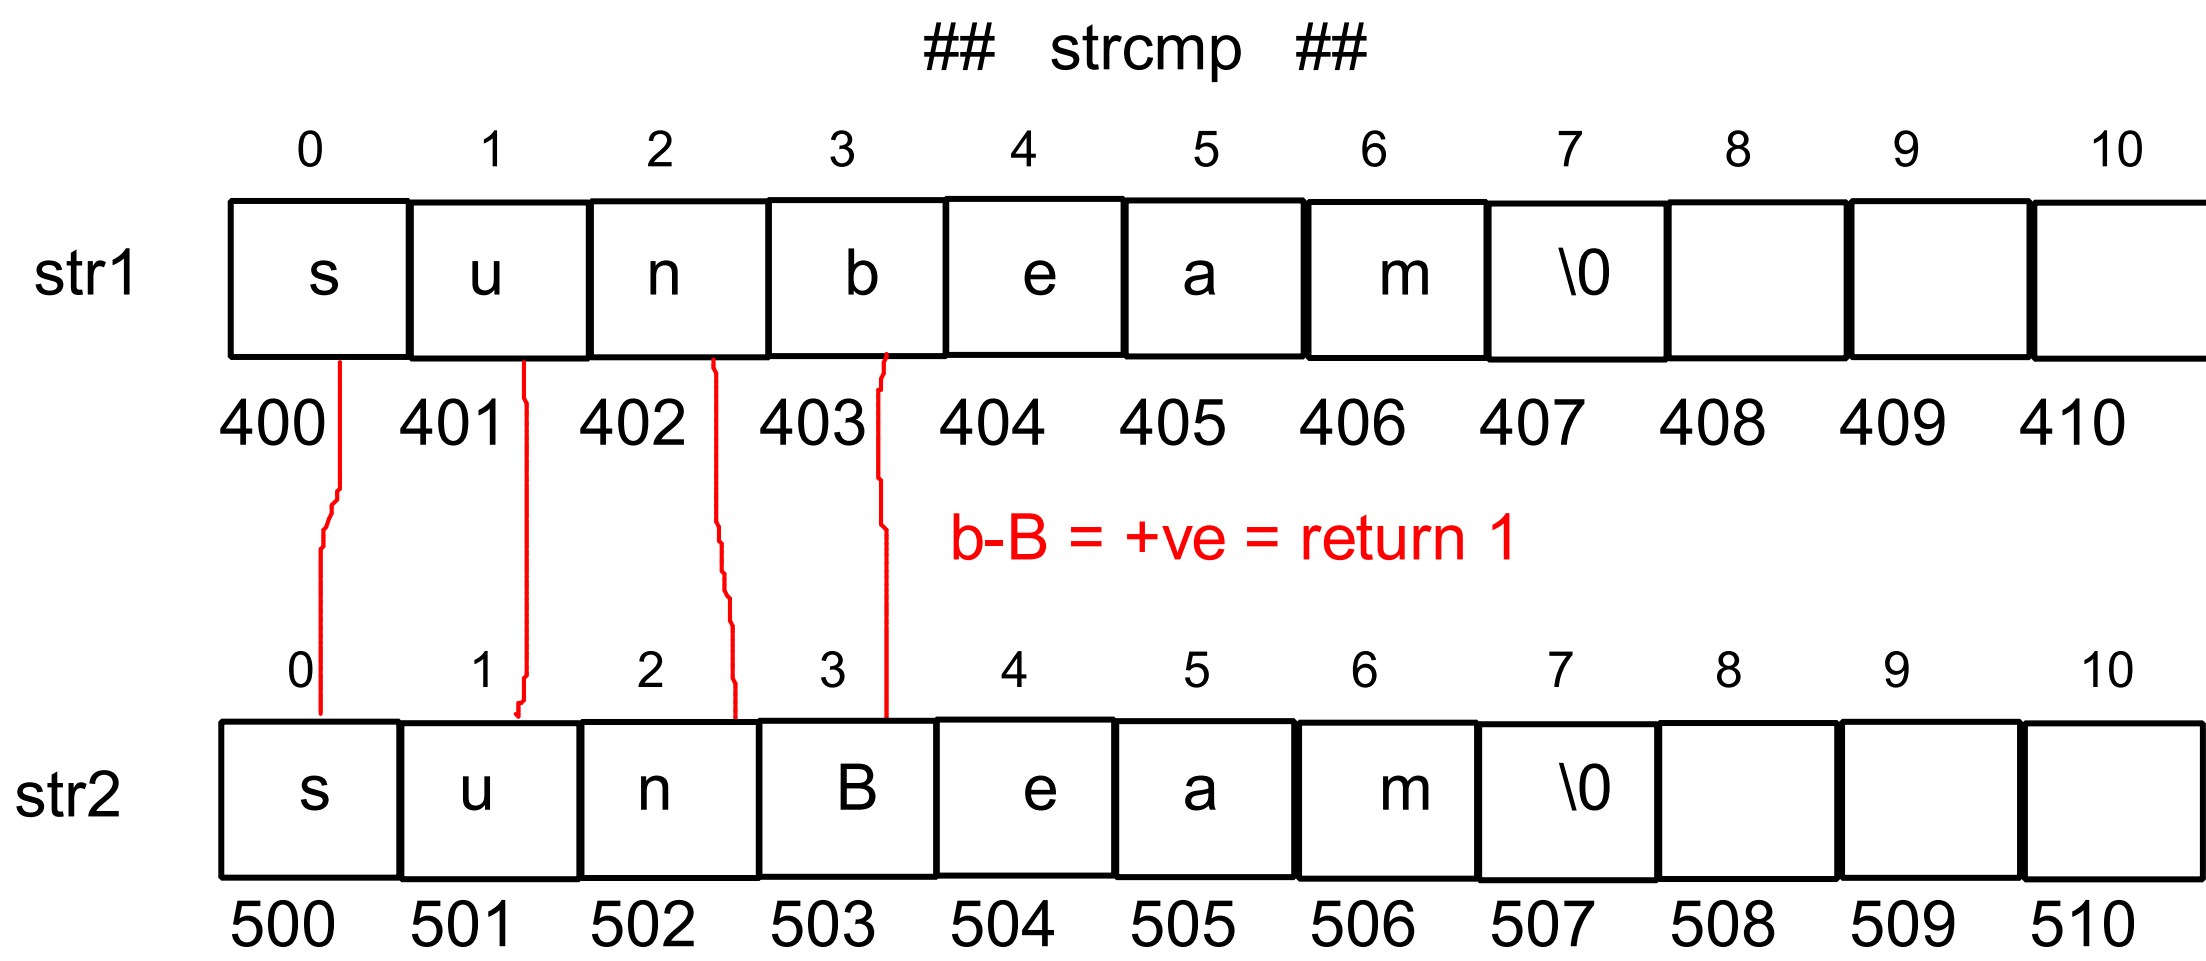 ## strcmp ##
0 1 2 3 4 5 6 7 8 9 10
str1 s u n b e a m \0
400 401 402 403 404 405 406 407 408 409 410
b-B = +ve = return 1
0 1 2 3 4 5 6 7 8 9 10
str2 s u n B e a m \0
500 501 502 503 504 505 506 507 508 509 510